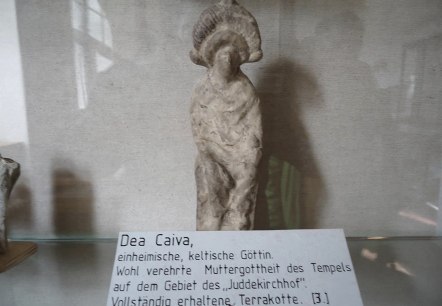 Dea Caiva,
einheimische, keltische Göttin.
Wohl verehrte Muttergottheit des Tempels
auf dem Gebiet des „Juddekirchhof".
Vollständig erhaltene Terrakotte. [3.]